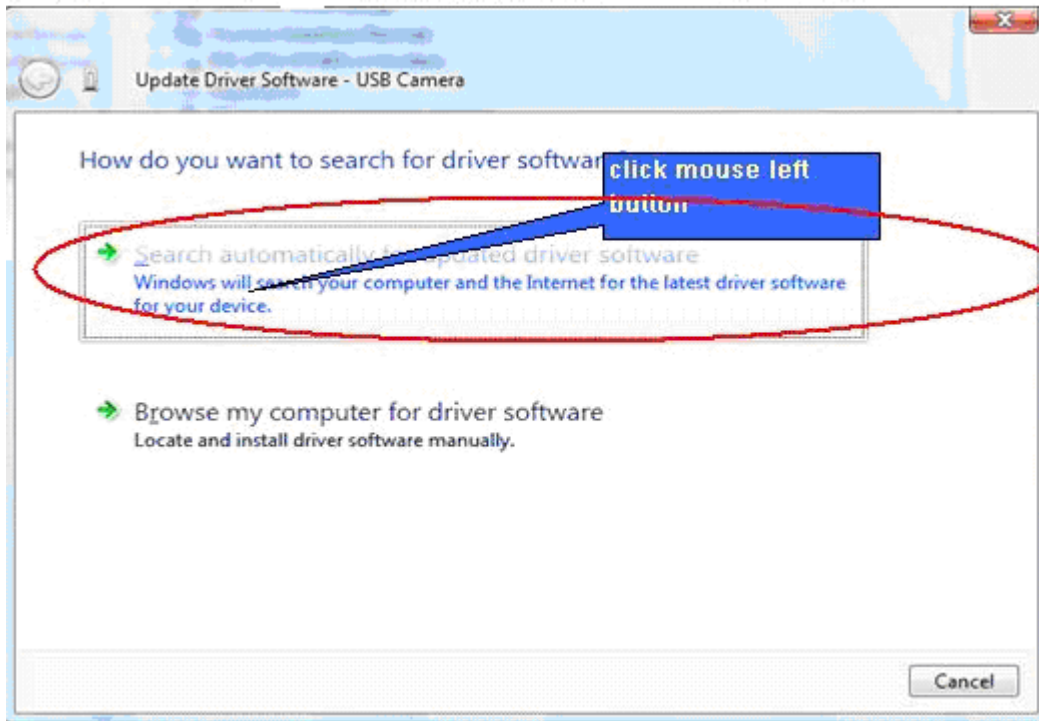 Update Driver Software - USB Camera
How do you want to search for driver software?
click mouse left
button
Search automatically for updated driver software
Windows will search your computer and the Internet for the latest driver software
for your device.
Browse my computer for driver software
Locate and install driver software manually.
Cancel